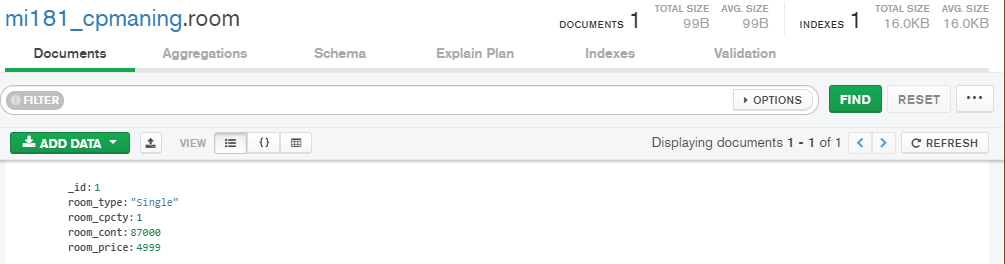 mi181_cpmaning.room
DOCUMENTS 1 TOTAL SIZE 99B AVG. SIZE 99B INDEXES 1 TOTAL SIZE 16.0KB AVG. SIZE 16.0KB
Documents Aggregations Schema Explain Plan Indexes Validation
FILTER OPTIONS FIND RESET ...
ADD DATA VIEW {} Displaying documents 1 - 1 of 1 < > REFRESH
_id: 1
room_type: "Single"
room_cpcty: 1
room_cont: 87000
room_price: 4999